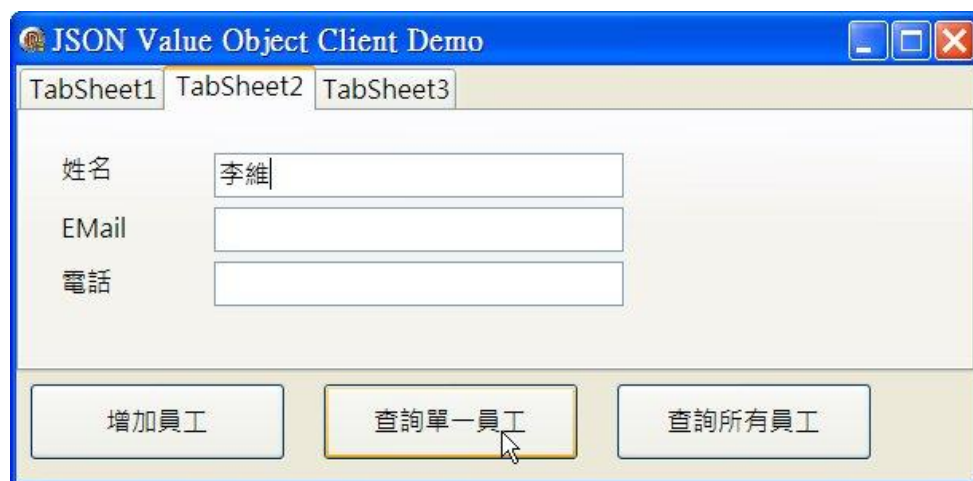 JSON Value Object Client Demo
TabSheet1 TabSheet2 TabSheet3
姓名 李維
EMail
電話
增加員工 查詢單一員工 查詢所有員工